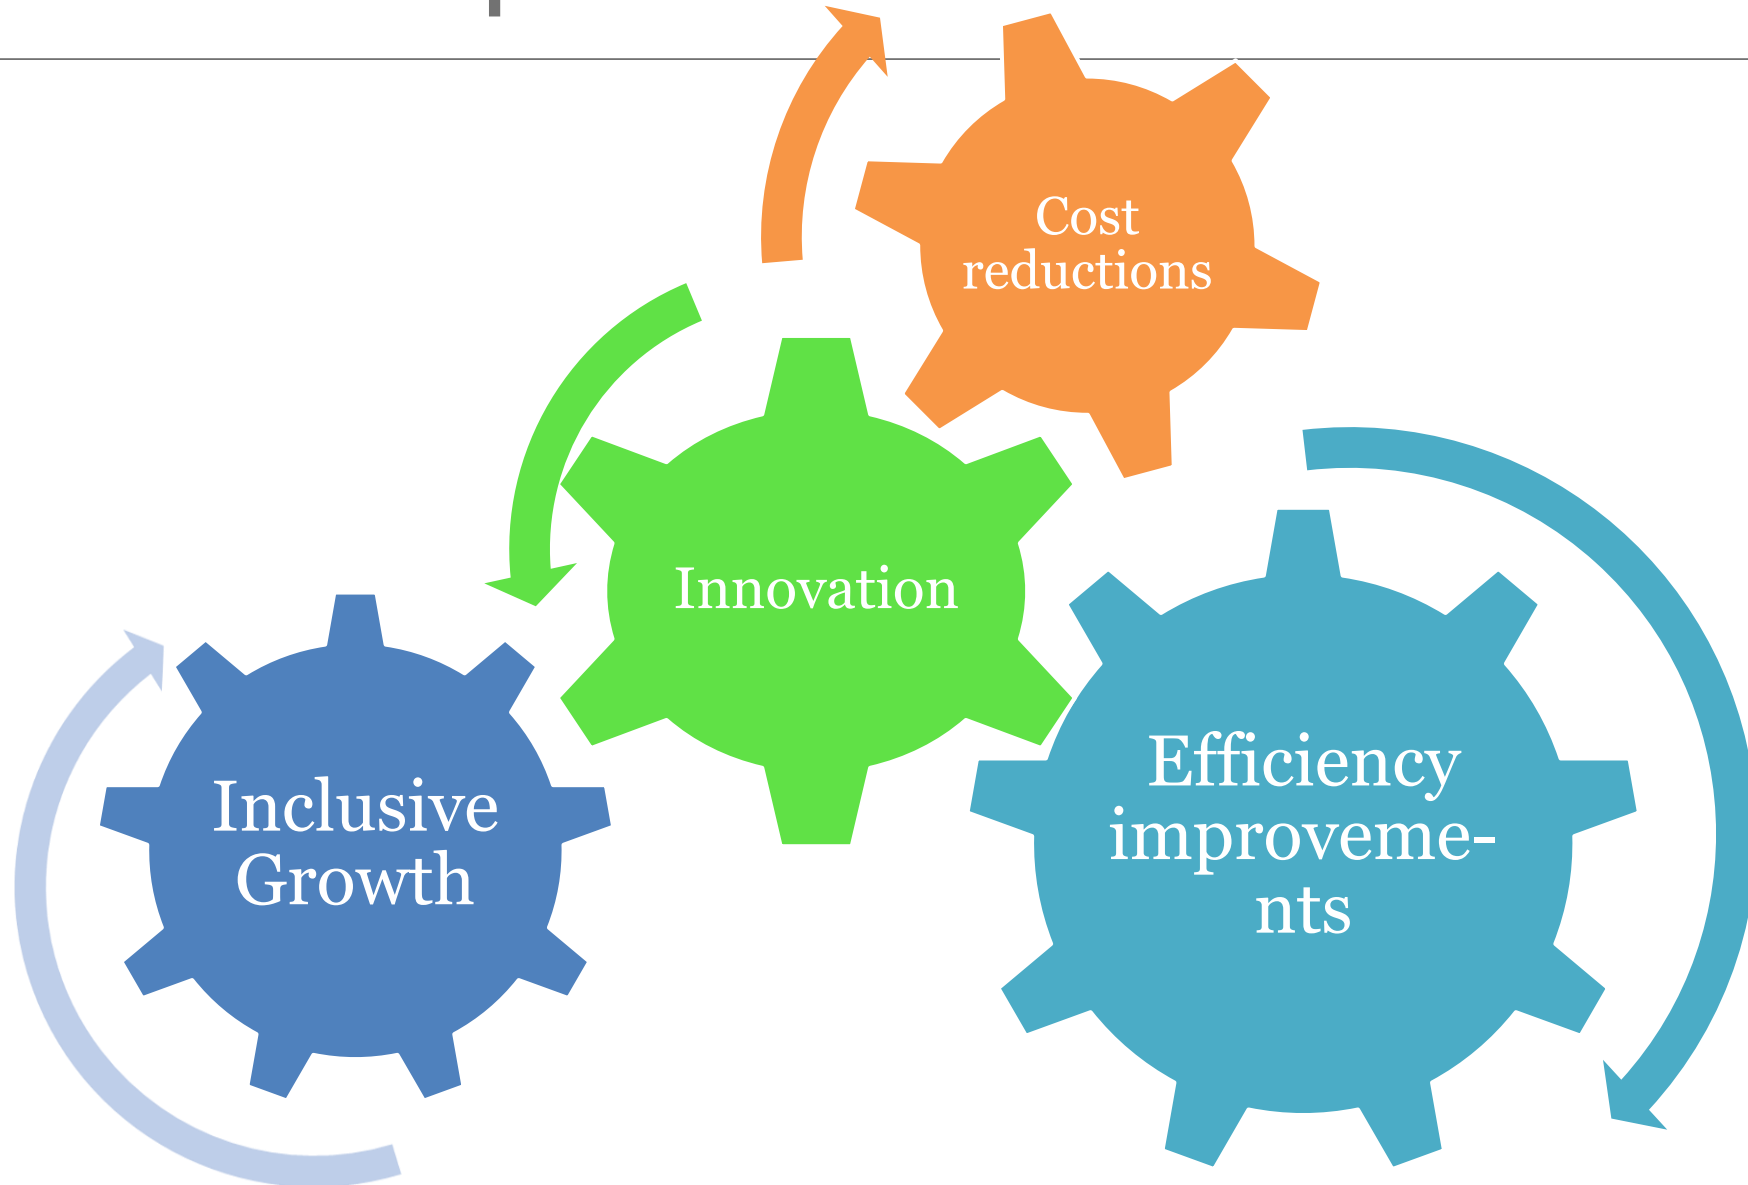 Cost
reductions
Innovation
Inclusive
Growth
Efficiency
improveme-
nts